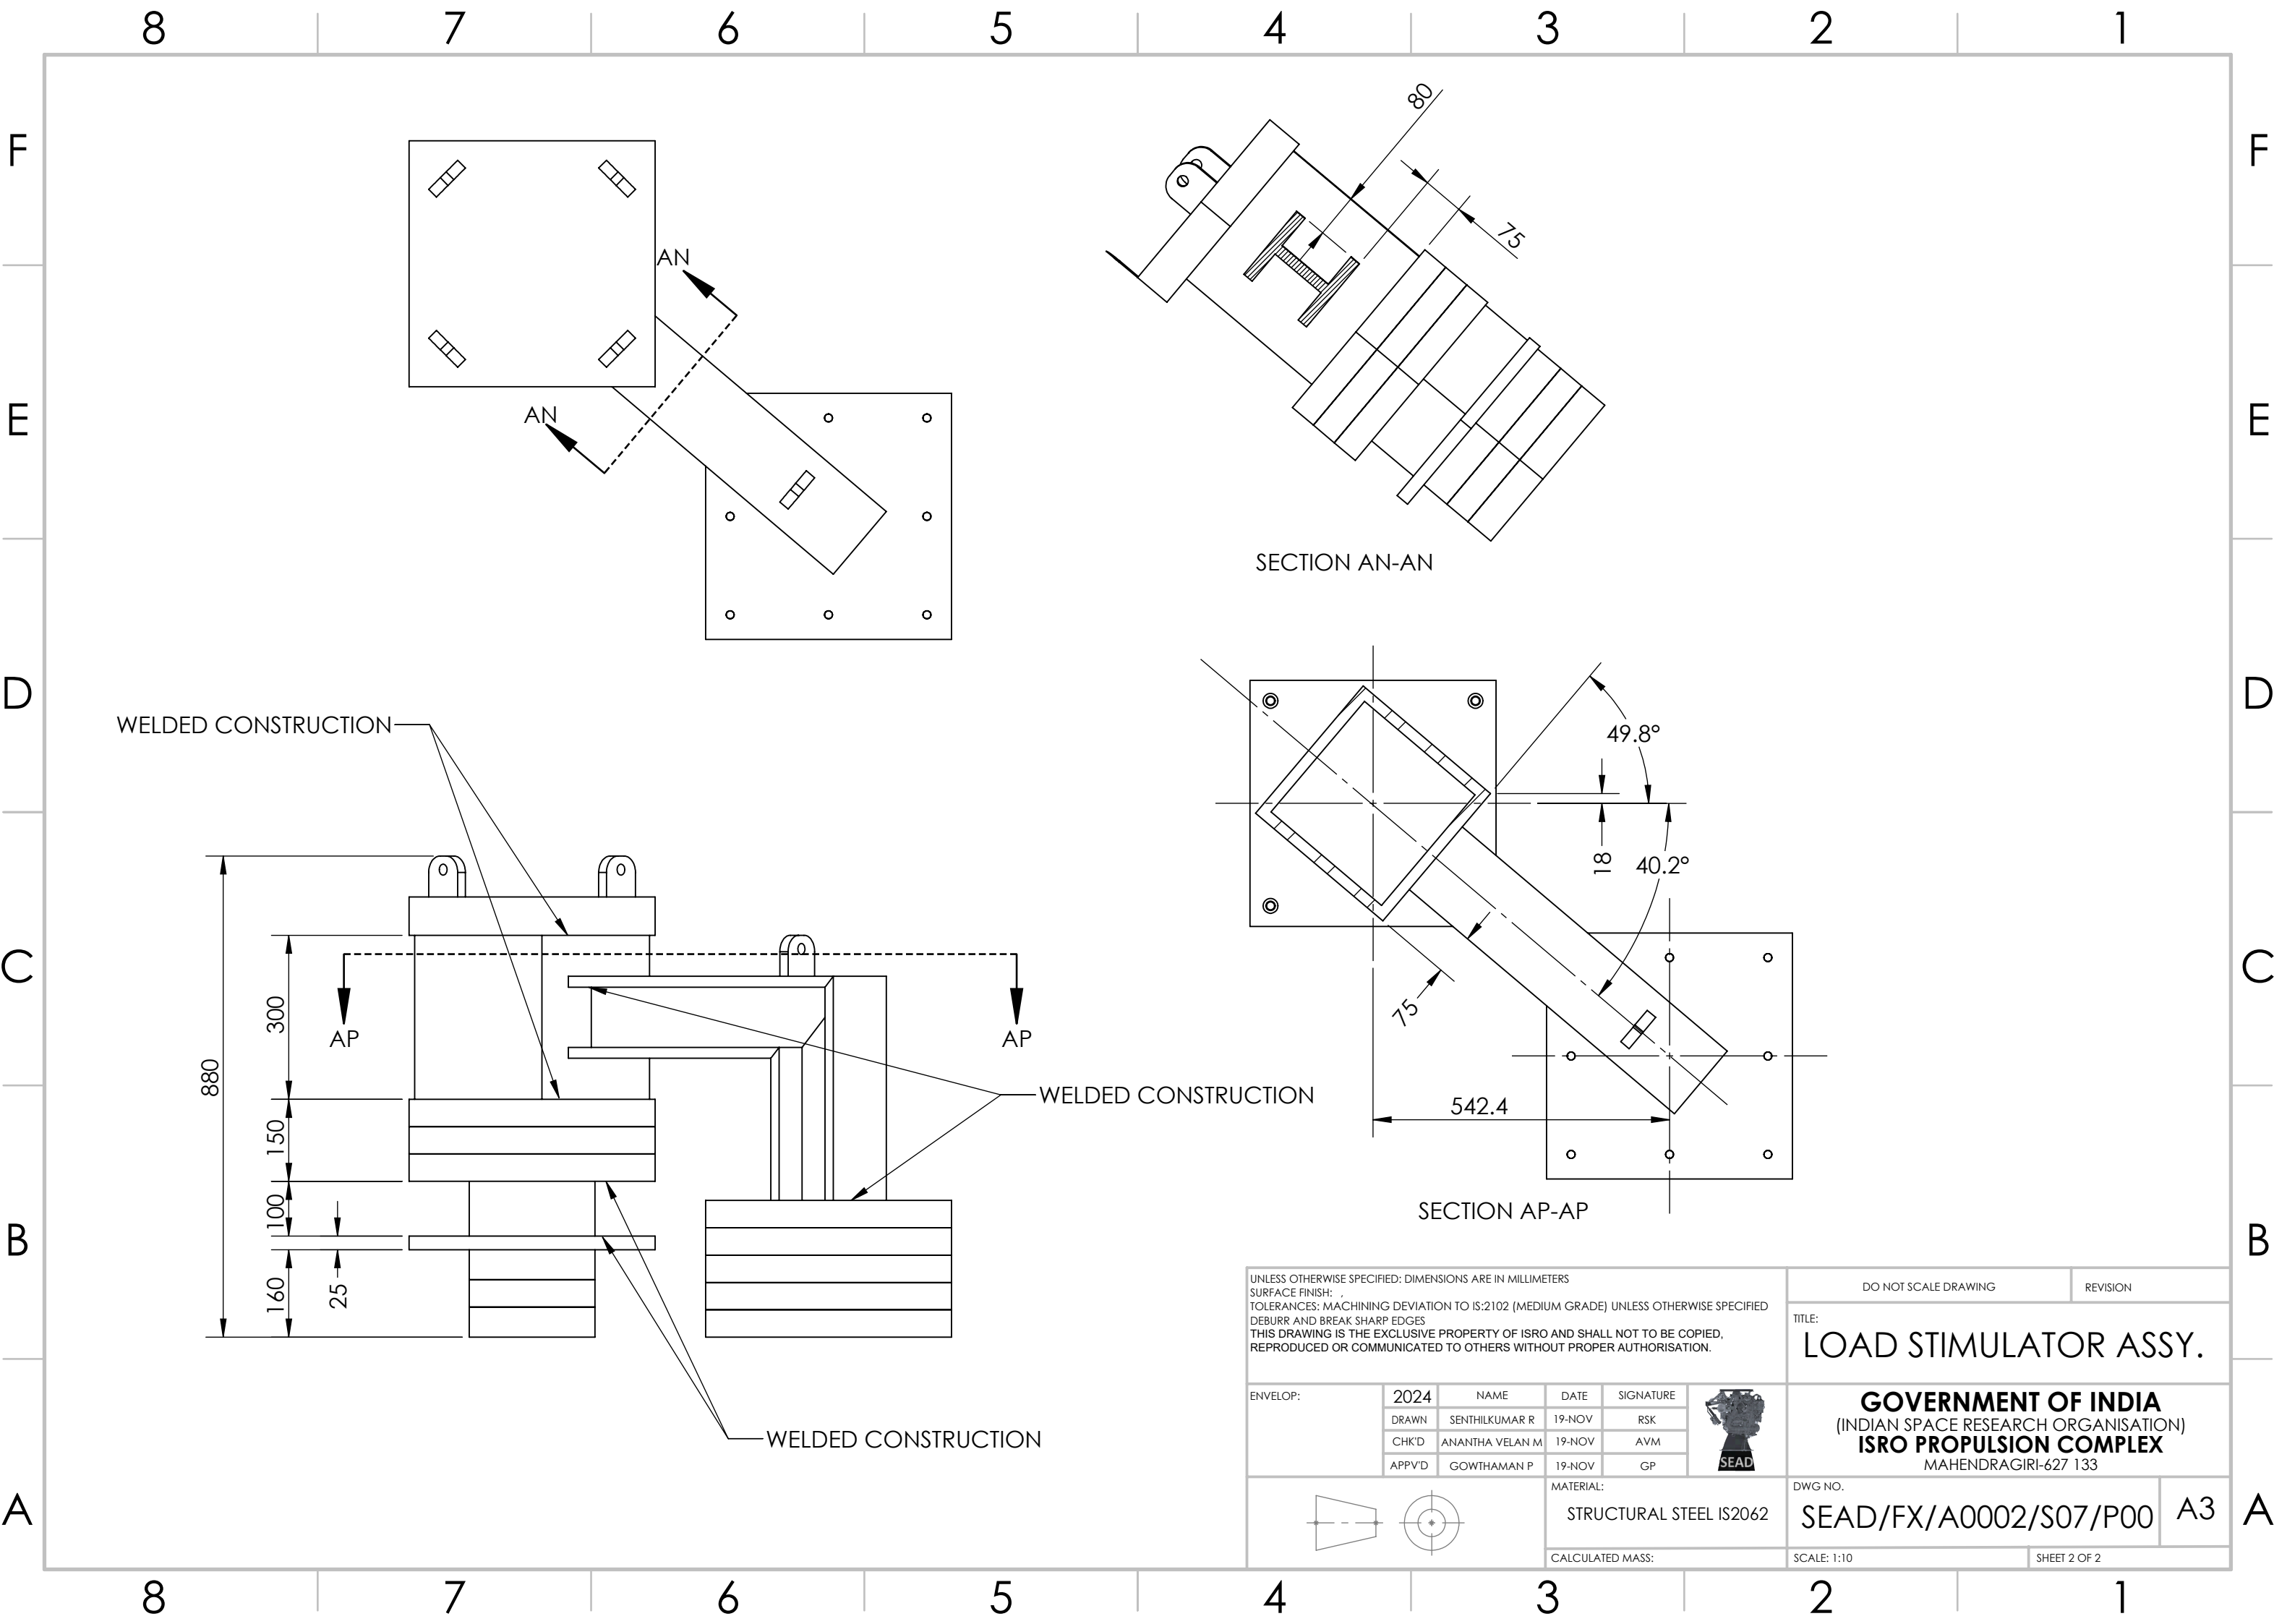 8 7 6 5 4 3 2 1
F F
E E
D D
C C
B B
A A
AN
AN
80
75
SECTION AN-AN
WELDED CONSTRUCTION
880
300
150
100
160
25
AP
AP
WELDED CONSTRUCTION
WELDED CONSTRUCTION
49.8°
18
40.2°
75
542.4
SECTION AP-AP
UNLESS OTHERWISE SPECIFIED: DIMENSIONS ARE IN MILLIMETERS
SURFACE FINISH: ,
TOLERANCES: MACHINING DEVIATION TO IS:2102 (MEDIUM GRADE) UNLESS OTHERWISE SPECIFIED
DEBURR AND BREAK SHARP EDGES
THIS DRAWING IS THE EXCLUSIVE PROPERTY OF ISRO AND SHALL NOT TO BE COPIED,
REPRODUCED OR COMMUNICATED TO OTHERS WITHOUT PROPER AUTHORISATION.
DO NOT SCALE DRAWING
REVISION
TITLE:
LOAD STIMULATOR ASSY.
ENVELOP:
2024 NAME DATE SIGNATURE
DRAWN SENTHILKUMAR R 19-NOV RSK
CHK'D ANANTHA VELAN M 19-NOV AVM
APPV'D GOWTHAMAN P 19-NOV GP
SEAD
GOVERNMENT OF INDIA
(INDIAN SPACE RESEARCH ORGANISATION)
ISRO PROPULSION COMPLEX
MAHENDRAGIRI-627 133
MATERIAL:
STRUCTURAL STEEL IS2062
CALCULATED MASS:
DWG NO.
SEAD/FX/A0002/S07/P00
A3
SCALE: 1:10
SHEET 2 OF 2
8 7 6 5 4 3 2 1